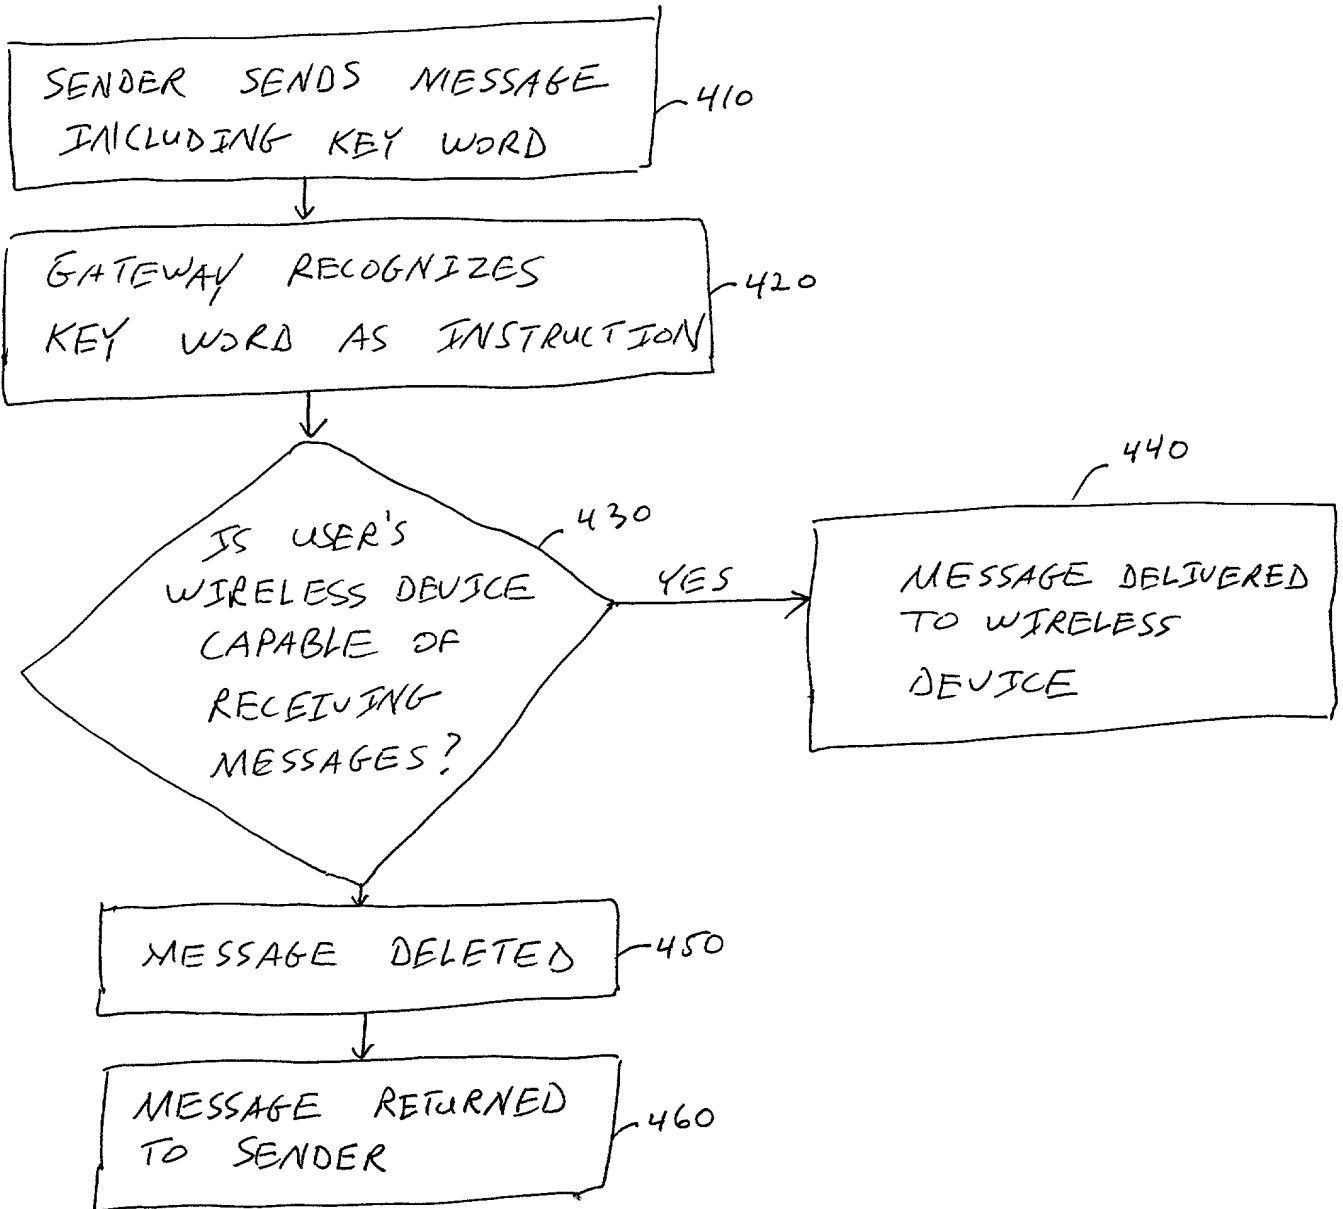 SENDER SENDS MESSAGE
INCLUDING KEY WORD
410
GATEWAY RECOGNIZES
KEY WORD AS INSTRUCTION
420
IS USER'S
WIRELESS DEVICE
CAPABLE OF
RECEIVING
MESSAGES?
430
YES
440
MESSAGE DELIVERED
TO WIRELESS
DEVICE
MESSAGE DELETED
450
MESSAGE RETURNED
TO SENDER
460